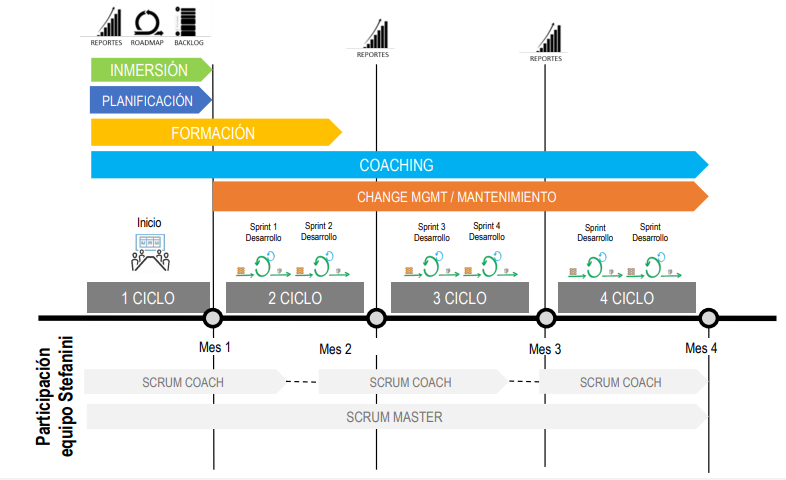 REPORTES ROADMAP BACKLOG
REPORTES
REPORTES
INMERSIÓN
PLANIFICACIÓN
FORMACIÓN
COACHING
CHANGE MGMT / MANTENIMIENTO
Inicio
Sprint 1
Desarrollo
Sprint 2
Desarrollo
Sprint 3
Desarrollo
Sprint 4
Desarrollo
Sprint
Desarrollo
Sprint
Desarrollo
1 CICLO
2 CICLO
3 CICLO
4 CICLO
Mes 1
Mes 2
Mes 3
Mes 4
Participación
equipo Stefanini
SCRUM COACH
SCRUM COACH
SCRUM COACH
SCRUM MASTER